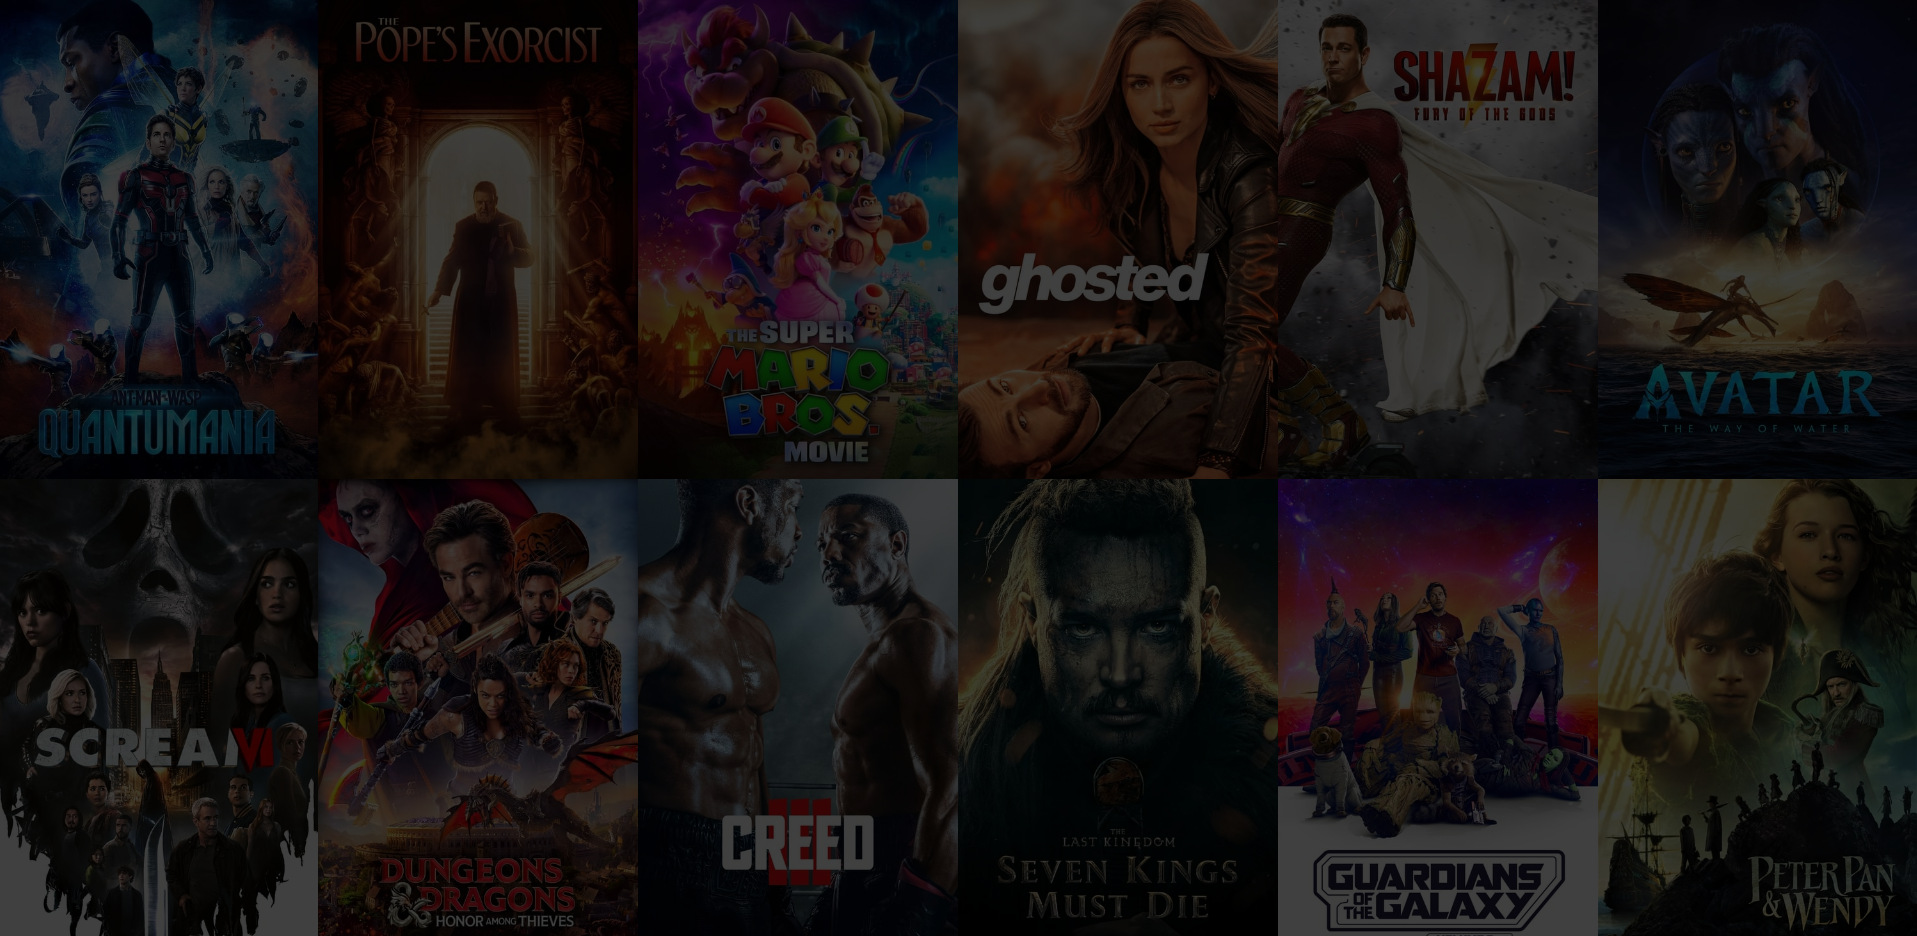 ANT-MAN AND THE WASP
QUANTUMANIA
THE
POPE'S EXORCIST
THE SUPER
MARIO
BROS.
MOVIE
ghosted
SHAZAM!
FURY OF THE GODS
AVATAR
THE WAY OF WATER
SCREAM VI
DUNGEONS
& DRAGONS
HONOR AMONG THIEVES
CREED
III
THE
LAST KINGDOM
SEVEN KINGS
MUST DIE
GUARDIANS
OF THE GALAXY
PETER PAN
& WENDY